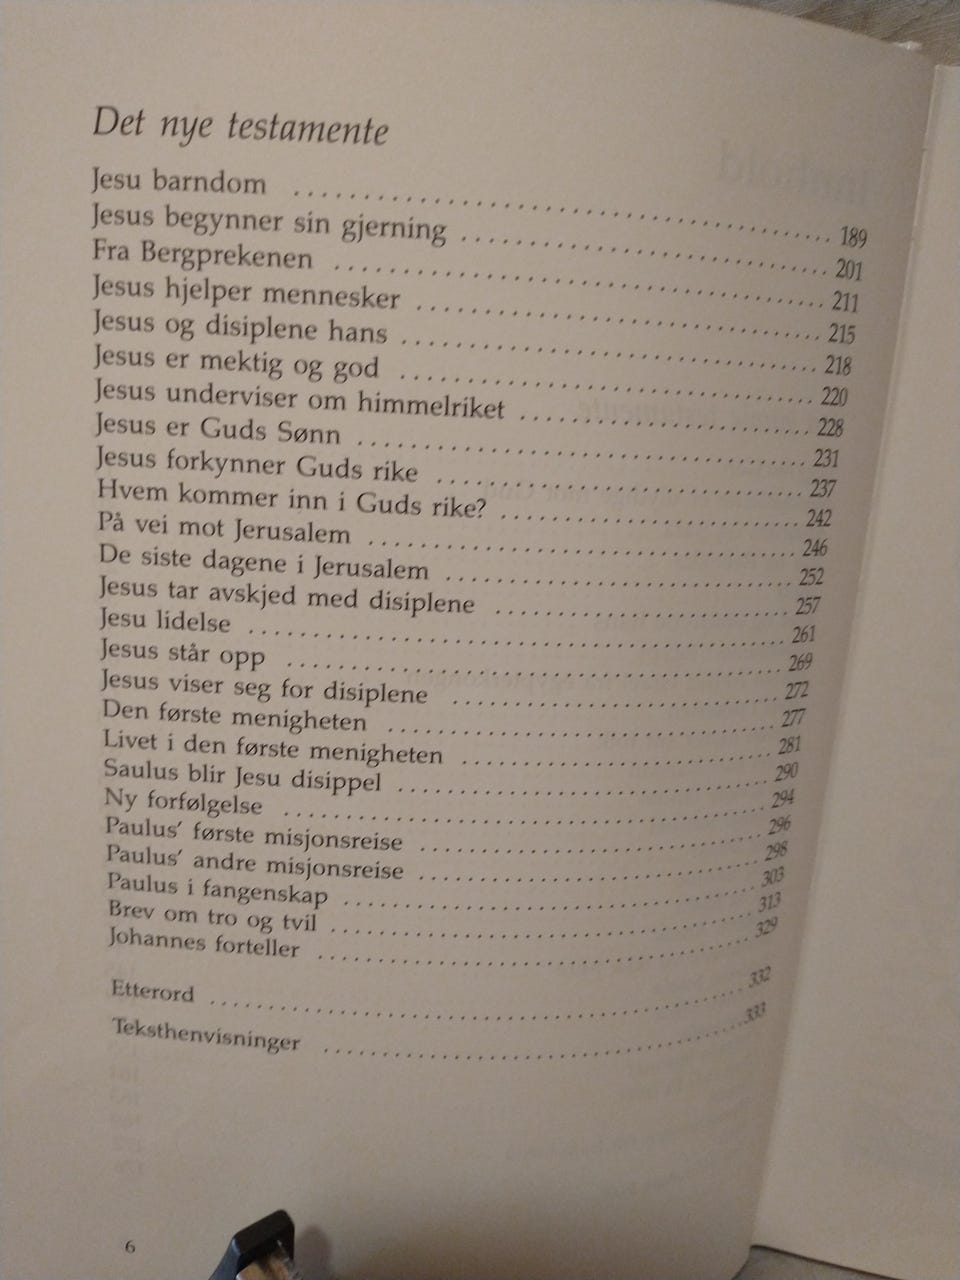 Det nye testamente
Jesu barndom ........ 189
Jesus begynner sin gjerning ........ 201
Fra Bergprekenen ........ 211
Jesus hjelper mennesker ........ 215
Jesus og disiplene hans ........ 218
Jesus er mektig og god ........ 220
Jesus underviser om himmelriket ........ 228
Jesus er Guds Sønn ........ 231
Jesus forkynner Guds rike ........ 237
Hvem kommer inn i Guds rike? ........ 242
På vei mot Jerusalem ........ 246
De siste dagene i Jerusalem ........ 252
Jesus tar avskjed med disiplene ........ 257
Jesu lidelse ........ 261
Jesus står opp ........ 269
Jesus viser seg for disiplene ........ 272
Den første menigheten ........ 277
Livet i den første menigheten ........ 281
Saulus blir Jesu disippel ........ 290
Ny forfølgelse ........ 294
Paulus' første misjonsreise ........ 296
Paulus' andre misjonsreise ........ 298
Paulus i fangenskap ........ 303
Brev om tro og tvil ........ 313
Johannes forteller ........ 329
Etterord ........ 332
Teksthenvisninger ........ 333
6